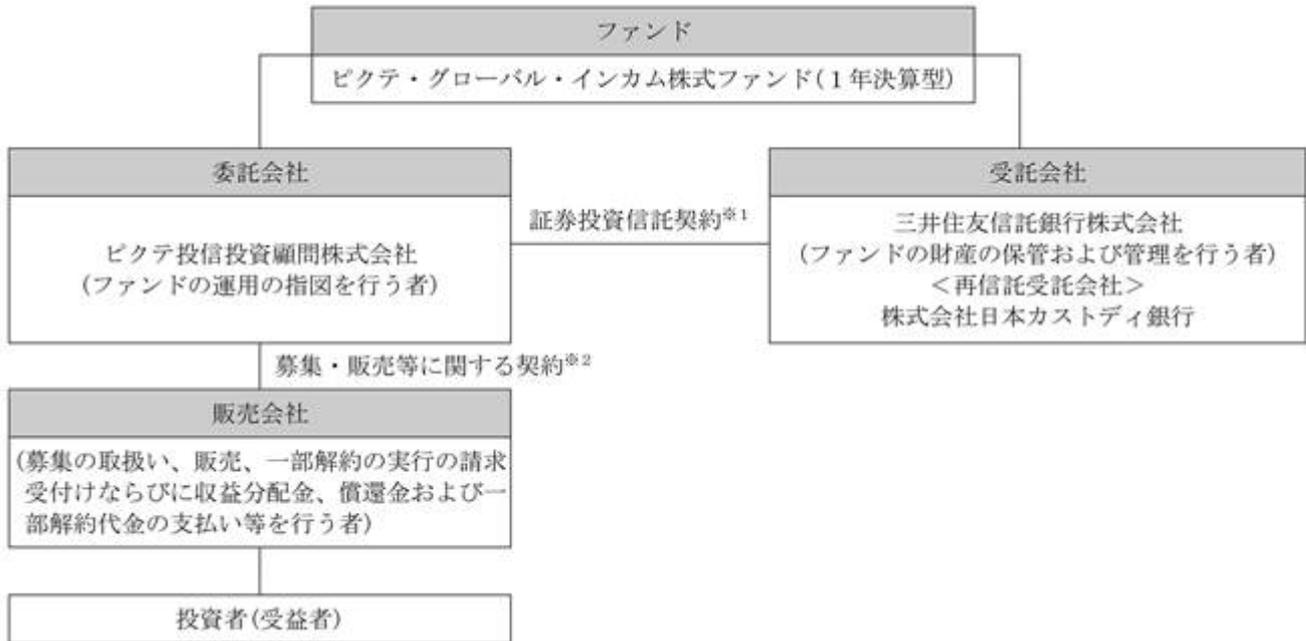 ファンド
ピクテ・グローバル・インカム株式ファンド(1年決算型)
委託会社
ピクテ投信投資顧問株式会社
(ファンドの運用の指図を行う者)
証券投資信託契約※1
受託会社
三井住友信託銀行株式会社
(ファンドの財産の保管および管理を行う者)
<再信託受託会社>
株式会社日本カストディ銀行
募集・販売等に関する契約※2
販売会社
(募集の取扱い、販売、一部解約の実行の請求
受付けならびに収益分配金、償還金および一
部解約代金の支払い等を行う者)
投資者(受益者)